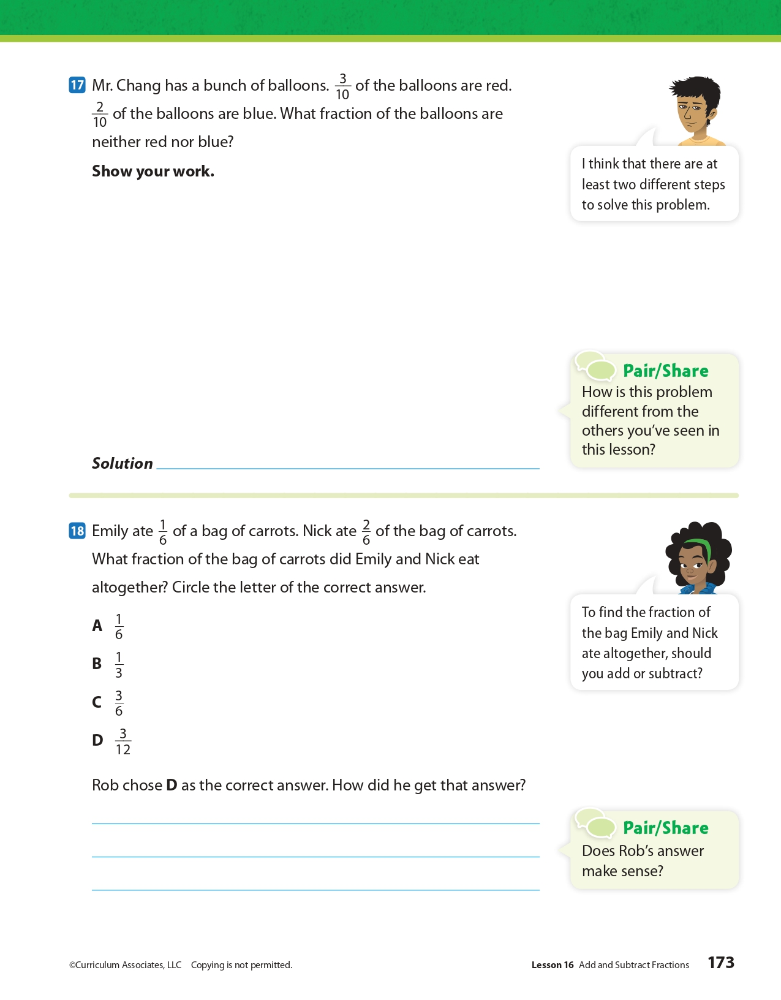 17 Mr. Chang has a bunch of balloons. 3/10 of the balloons are red.
2/10 of the balloons are blue. What fraction of the balloons are
neither red nor blue?
Show your work.
I think that there are at
least two different steps
to solve this problem.
Pair/Share
How is this problem
different from the
others you've seen in
this lesson?
Solution
18 Emily ate 1/6 of a bag of carrots. Nick ate 2/6 of the bag of carrots.
What fraction of the bag of carrots did Emily and Nick eat
altogether? Circle the letter of the correct answer.
A 1/6
B 1/3
C 3/6
D 3/12
To find the fraction of
the bag Emily and Nick
ate altogether, should
you add or subtract?
Rob chose D as the correct answer. How did he get that answer?
Pair/Share
Does Rob's answer
make sense?
©Curriculum Associates, LLC Copying is not permitted.
Lesson 16 Add and Subtract Fractions 173